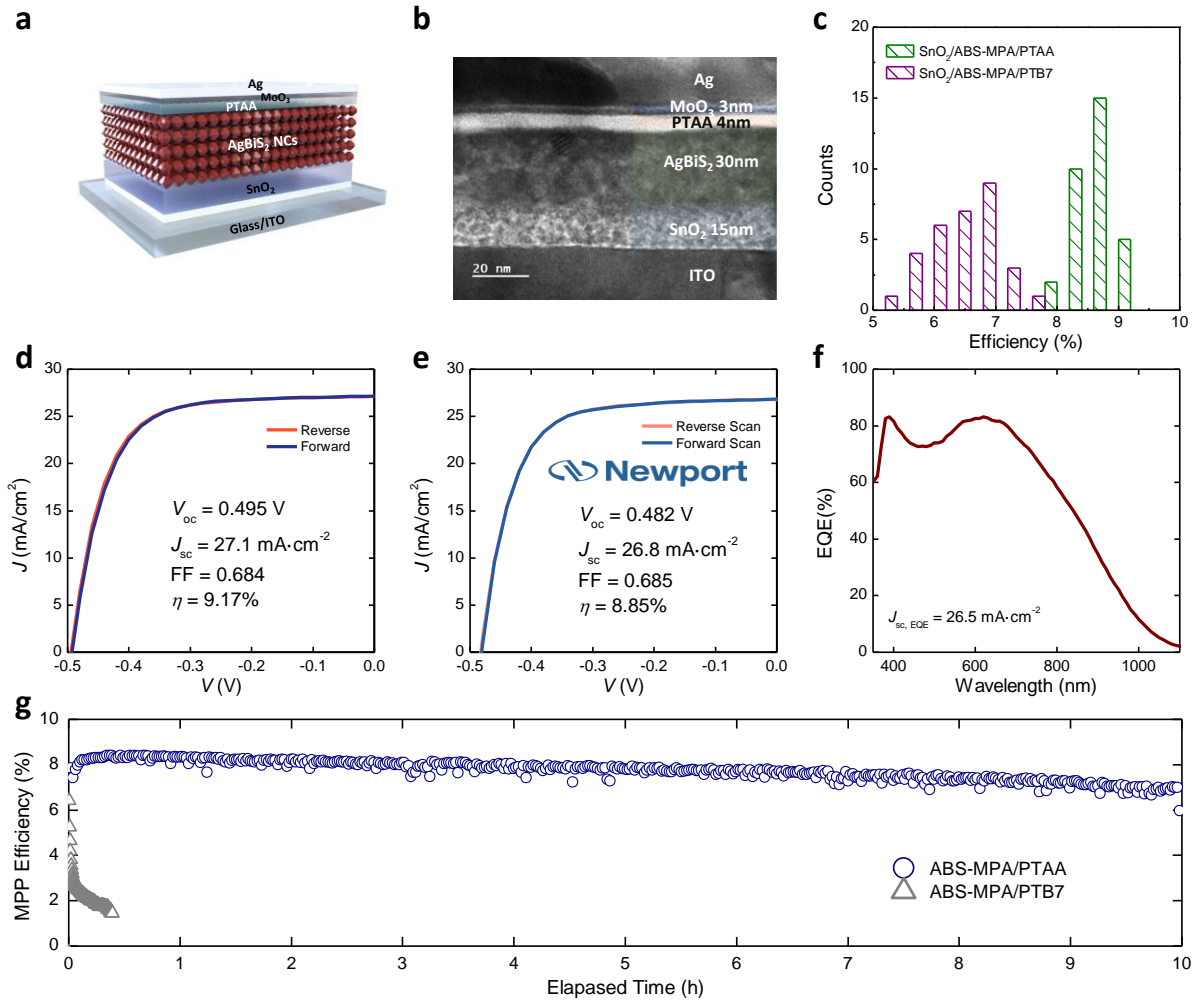 a
Ag
MoO₃
PTAA
AgBiS₂ NCs
SnO₂
Glass/ITO
b
Ag
MoO₃ 3nm
PTAA 4nm
AgBiS₂ 30nm
SnO₂ 15nm
ITO
20 nm
c
SnO₂/ABS-MPA/PTAA
SnO₂/ABS-MPA/PTB7
Counts
20
15
10
5
0
5 6 7 8 9 10
Efficiency (%)
d
J (mA/cm²)
30
25
20
15
10
5
0
Reverse
Forward
Voc = 0.495 V
Jsc = 27.1 mA·cm⁻²
FF = 0.684
η = 9.17%
-0.5 -0.4 -0.3 -0.2 -0.1 0.0
V (V)
e
J (mA/cm²)
30
25
20
15
10
5
0
Reverse Scan
Forward Scan
Newport
Voc = 0.482 V
Jsc = 26.8 mA·cm⁻²
FF = 0.685
η = 8.85%
-0.5 -0.4 -0.3 -0.2 -0.1 0.0
V (V)
f
EQE(%)
100
80
60
40
20
0
Jsc, EQE = 26.5 mA·cm⁻²
400 600 800 1000
Wavelength (nm)
g
MPP Efficiency (%)
10
8
6
4
2
0
ABS-MPA/PTAA
ABS-MPA/PTB7
0 1 2 3 4 5 6 7 8 9 10
Elapased Time (h)